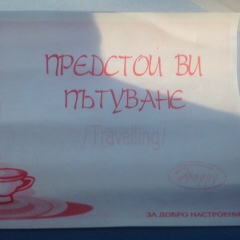 ПРЕДСТОИ ВИ
ПЪТУВАНЕ
/Travelling/
ЗА ДОБРО НАСТРОЕНИ